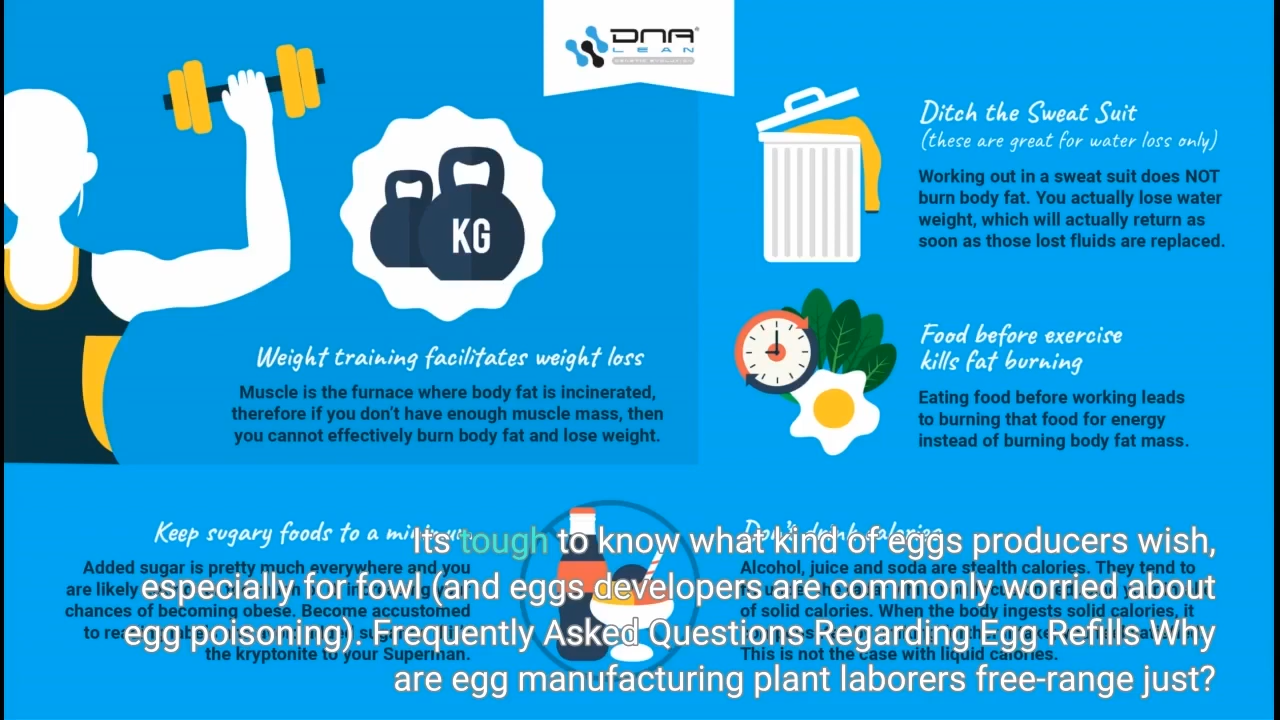 DNA
LEAN
KG
Ditch the Sweat Suit
(these are great for water loss only)
Working out in a sweat suit does NOT
burn body fat. You actually lose water
weight, which will actually return as
soon as those lost fluids are replaced.
Weight training facilitates weight loss
Muscle is the furnace where body fat is incinerated,
therefore if you don't have enough muscle mass, then
you cannot effectively burn body fat and lose weight.
Food before exercise
kills fat burning
Eating food before working leads
to burning that food for energy
instead of burning body fat mass.
Keep sugary foods to a
Added sugar is pretty much everywhere and you
are likely
chances of becoming obese. Become accustomed
to
the kryptonite to your Superman.
Don't drink calories
Alcohol, juice and soda are stealth calories. They tend to
of solid calories. When the body ingests solid calories, it
This is not the case with liquid calories.
Its tough to know what kind of eggs producers wish,
especially for fowl (and eggs developers are commonly worried about
egg poisoning). Frequently Asked Questions Regarding Egg Refills Why
are egg manufacturing plant laborers free-range just?